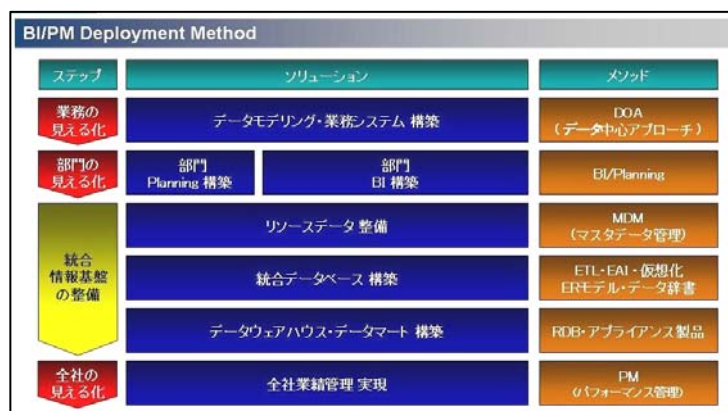 BI/PM Deployment Method
ステップ
ソリューション
メソッド
業務の
見える化
データモデリング・業務システム 構築
DOA
(データ中心アプローチ)
部門の
見える化
部門
Planning 構築
部門
BI 構築
BI/Planning
統合
情報基盤
の整備
リソースデータ 整備
MDM
(マスタデータ管理)
統合データベース 構築
ETL・EAI・仮想化
ERモデル・データ辞書
データウェアハウス・データマート 構築
RDB・アプライアンス製品
全社の
見える化
全社業績管理 実現
PM
(パフォーマンス管理)